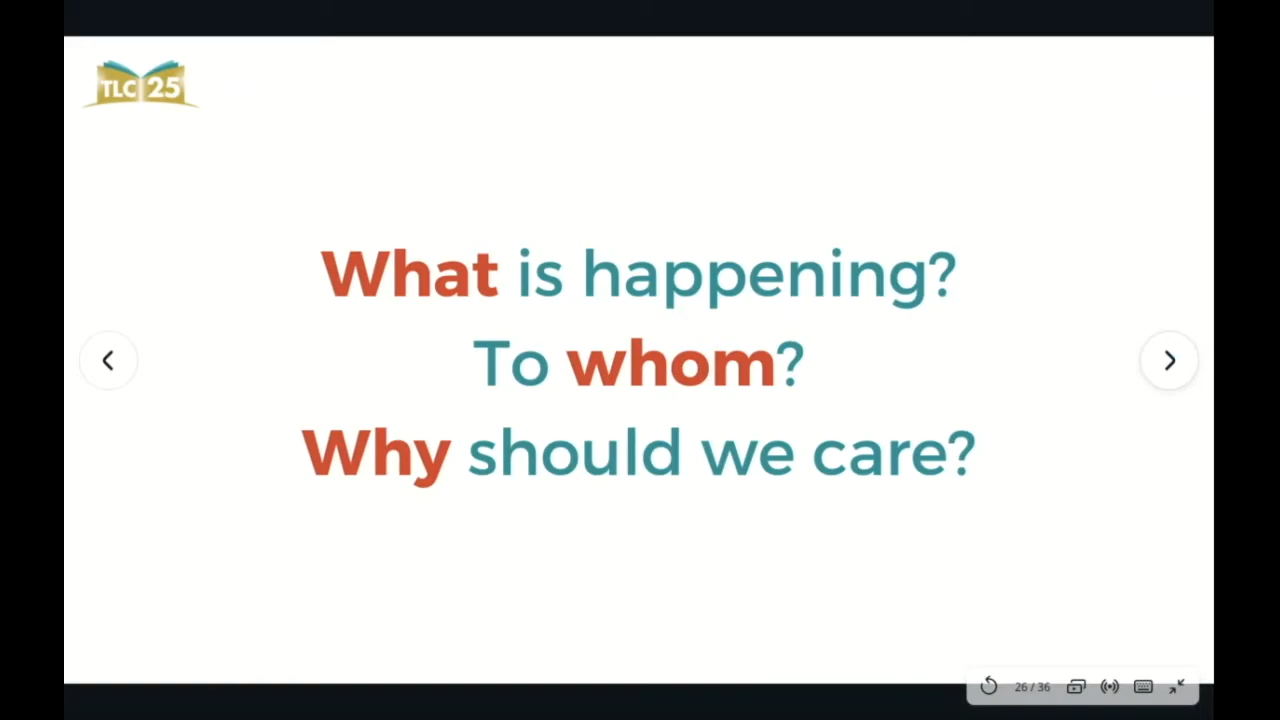 TLC 25
What is happening?
To whom?
Why should we care?
26 / 36